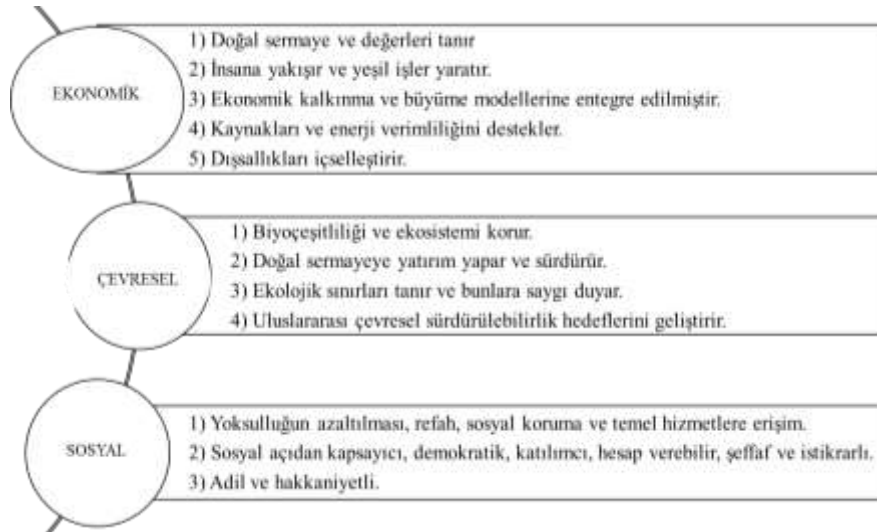 EKONOMİK
1) Doğal sermaye ve değerleri tanır
2) İnsana yakışır ve yeşil işler yaratır.
3) Ekonomik kalkınma ve büyüme modellerine entegre edilmiştir.
4) Kaynakları ve enerji verimliliğini destekler.
5) Dışsallıkları içselleştirir.
ÇEVRESEL
1) Biyoçeşitliliği ve ekosistemi korur.
2) Doğal sermayeye yatırım yapar ve sürdürür.
3) Ekolojik sınırları tanır ve bunlara saygı duyar.
4) Uluslararası çevresel sürdürülebilirlik hedeflerini geliştirir.
SOSYAL
1) Yoksulluğun azaltılması, refah, sosyal koruma ve temel hizmetlere erişim.
2) Sosyal açıdan kapsayıcı, demokratik, katılımcı, hesap verebilir, şeffaf ve istikrarlı.
3) Adil ve hakkaniyetli.